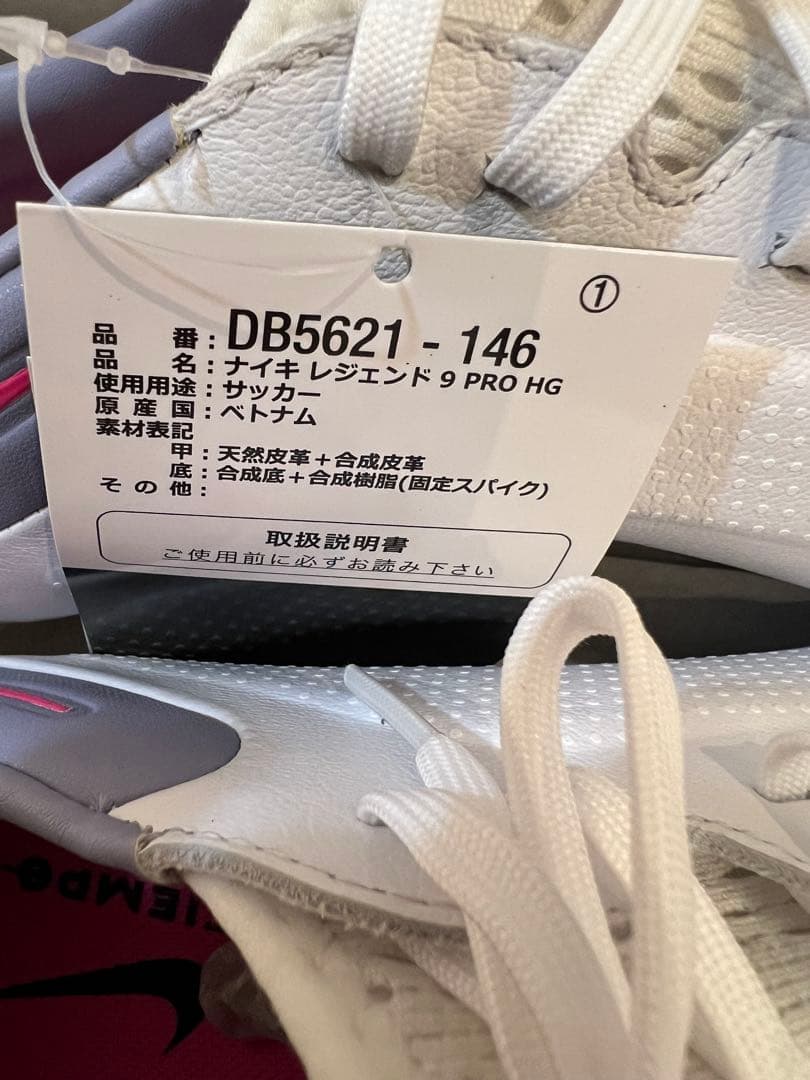 ①
品番：DB5621 - 146
品名：ナイキ レジェンド 9 PRO HG
使用用途：サッカー
原産国：ベトナム
素材表記
甲：天然皮革＋合成皮革
底：合成底＋合成樹脂(固定スパイク)
その他：
取扱説明書
ご使用前に必ずお読み下さい
TIEMPO